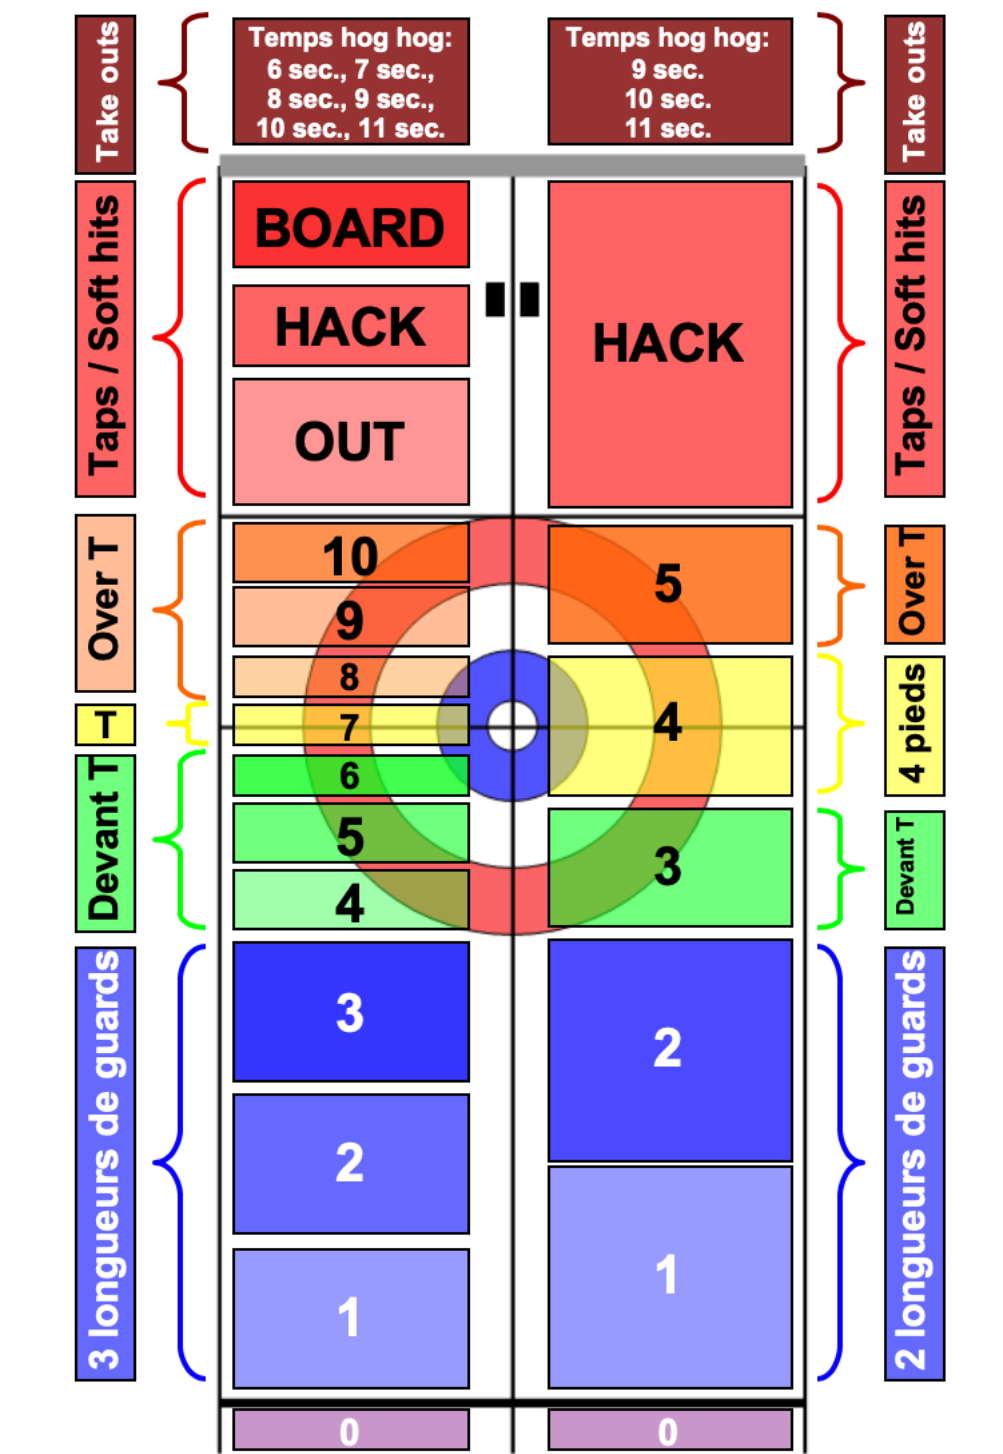 Take outs
Temps hog hog:
6 sec., 7 sec.,
8 sec., 9 sec.,
10 sec., 11 sec.
Temps hog hog:
9 sec.
10 sec.
11 sec.
Take outs
Taps / Soft hits
BOARD
HACK
OUT
HACK
Taps / Soft hits
Over T
10
9
8
5
Over T
T
7
4
4 pieds
Devant T
6
5
4
3
Devant T
3 longueurs de guards
3
2
1
2
1
2 longueurs de guards
0
0